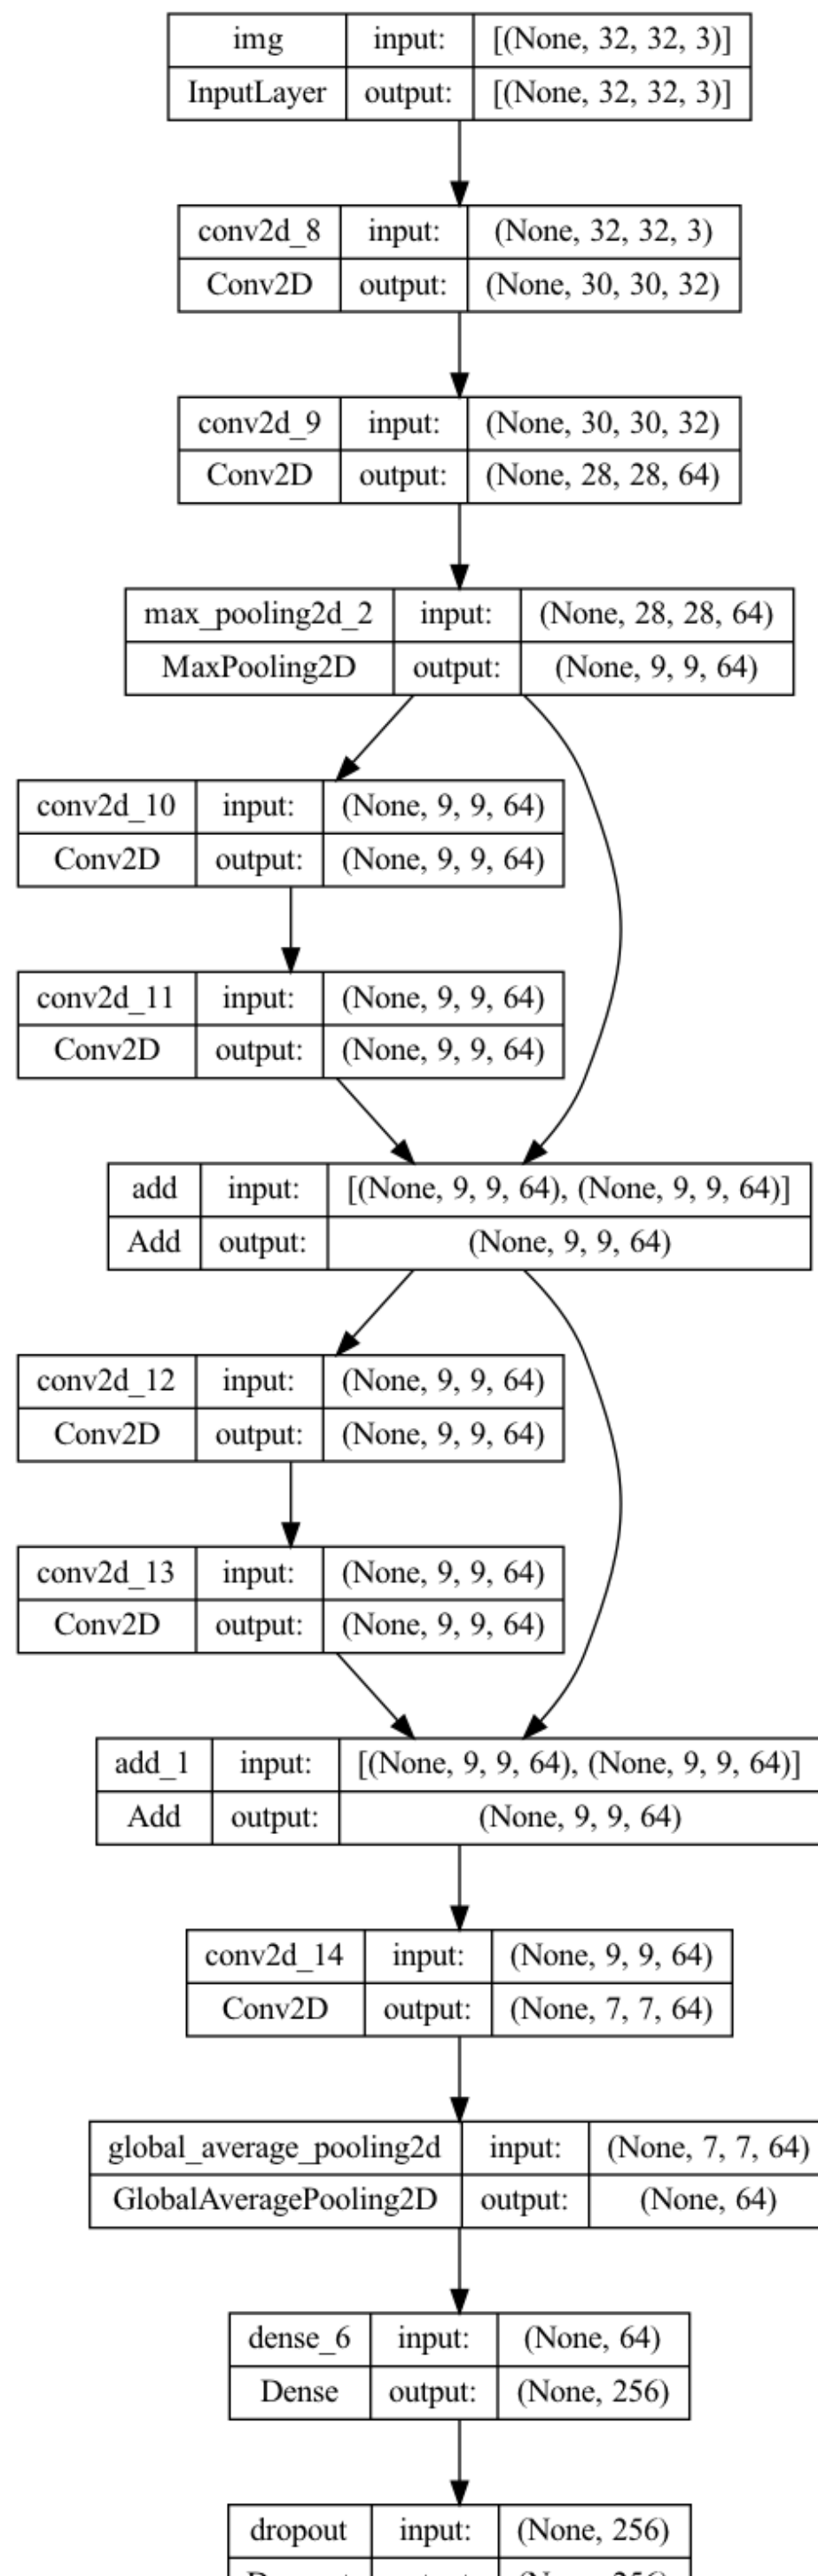 img input: [(None, 32, 32, 3)]
InputLayer output: [(None, 32, 32, 3)]
conv2d_8 input: (None, 32, 32, 3)
Conv2D output: (None, 30, 30, 32)
conv2d_9 input: (None, 30, 30, 32)
Conv2D output: (None, 28, 28, 64)
max_pooling2d_2 input: (None, 28, 28, 64)
MaxPooling2D output: (None, 9, 9, 64)
conv2d_10 input: (None, 9, 9, 64)
Conv2D output: (None, 9, 9, 64)
conv2d_11 input: (None, 9, 9, 64)
Conv2D output: (None, 9, 9, 64)
add input: [(None, 9, 9, 64), (None, 9, 9, 64)]
Add output: (None, 9, 9, 64)
conv2d_12 input: (None, 9, 9, 64)
Conv2D output: (None, 9, 9, 64)
conv2d_13 input: (None, 9, 9, 64)
Conv2D output: (None, 9, 9, 64)
add_1 input: [(None, 9, 9, 64), (None, 9, 9, 64)]
Add output: (None, 9, 9, 64)
conv2d_14 input: (None, 9, 9, 64)
Conv2D output: (None, 7, 7, 64)
global_average_pooling2d input: (None, 7, 7, 64)
GlobalAveragePooling2D output: (None, 64)
dense_6 input: (None, 64)
Dense output: (None, 256)
dropout input: (None, 256)